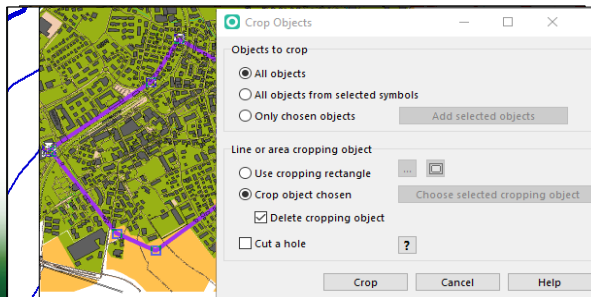 Crop Objects
Objects to crop
All objects
All objects from selected symbols
Only chosen objects
Add selected objects
Line or area cropping object
Use cropping rectangle
...
Crop object chosen
Choose selected cropping object
Delete cropping object
Cut a hole
?
Crop
Cancel
Help